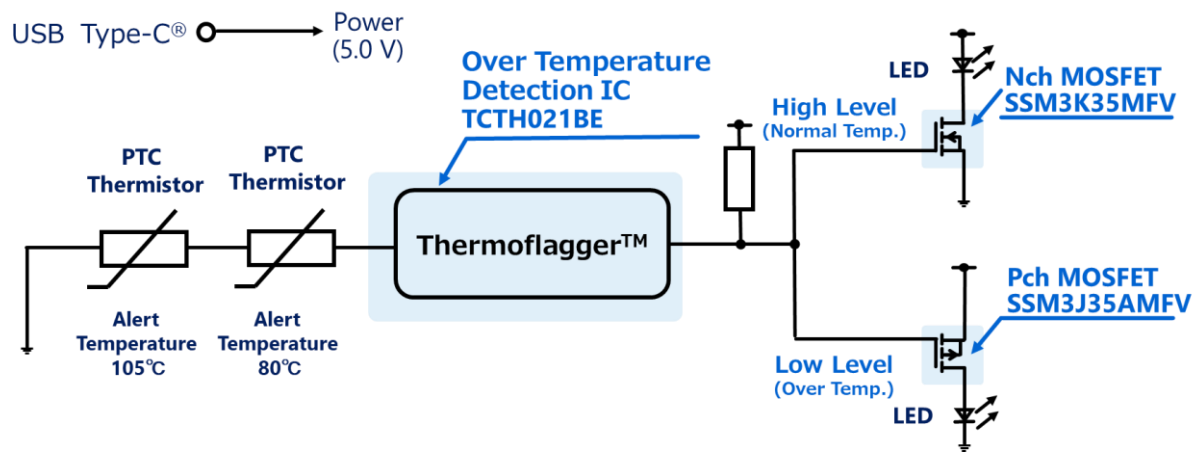 USB Type-C® Power
(5.0 V)
Over Temperature
Detection IC
TCTH021BE
LED
Nch MOSFET
SSM3K35MFV
High Level
(Normal Temp.)
PTC
Thermistor
PTC
Thermistor
Thermoflagger™
Alert
Temperature
105℃
Alert
Temperature
80℃
Pch MOSFET
SSM3J35AMFV
Low Level
(Over Temp.)
LED